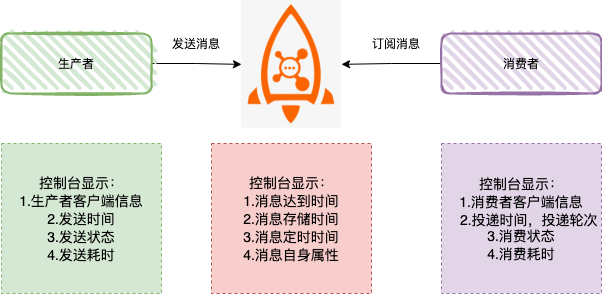 生产者
发送消息
订阅消息
消费者
控制台显示：
1.生产者客户端信息
2.发送时间
3.发送状态
4.发送耗时
控制台显示：
1.消息达到时间
2.消息存储时间
3.消息定时时间
4.消息自身属性
控制台显示：
1.消费者客户端信息
2.投递时间，投递轮次
3.消费状态
4.消费耗时